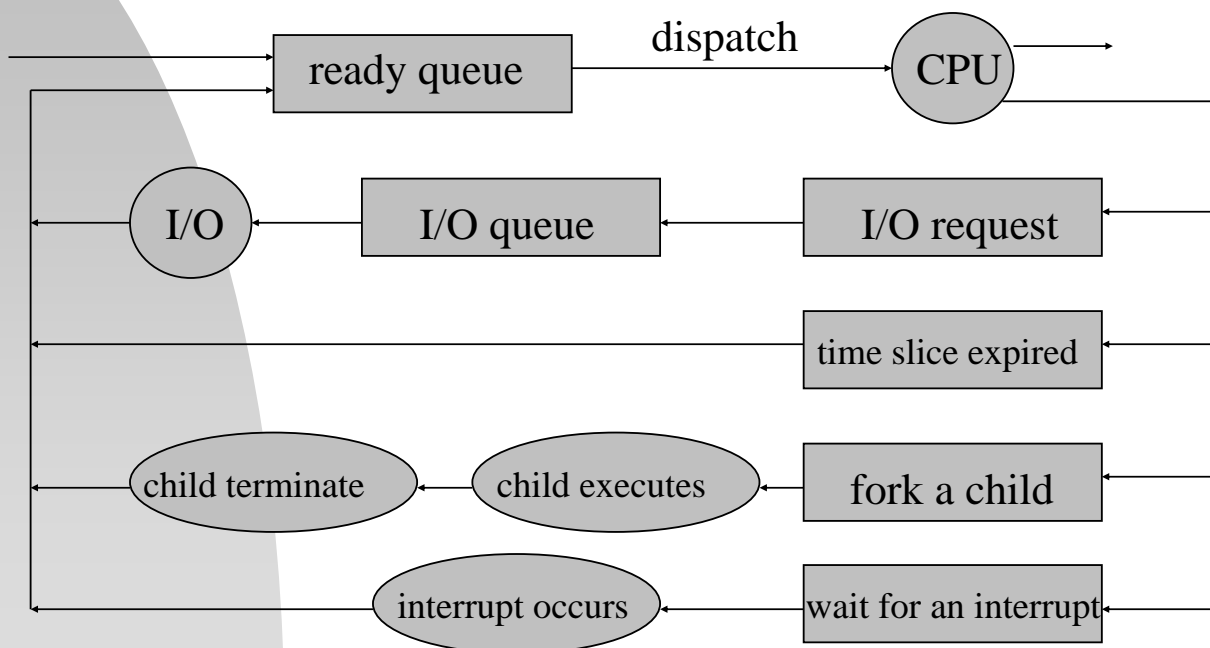 dispatch
ready queue
CPU
I/O
I/O queue
I/O request
time slice expired
child terminate
child executes
fork a child
interrupt occurs
wait for an interrupt